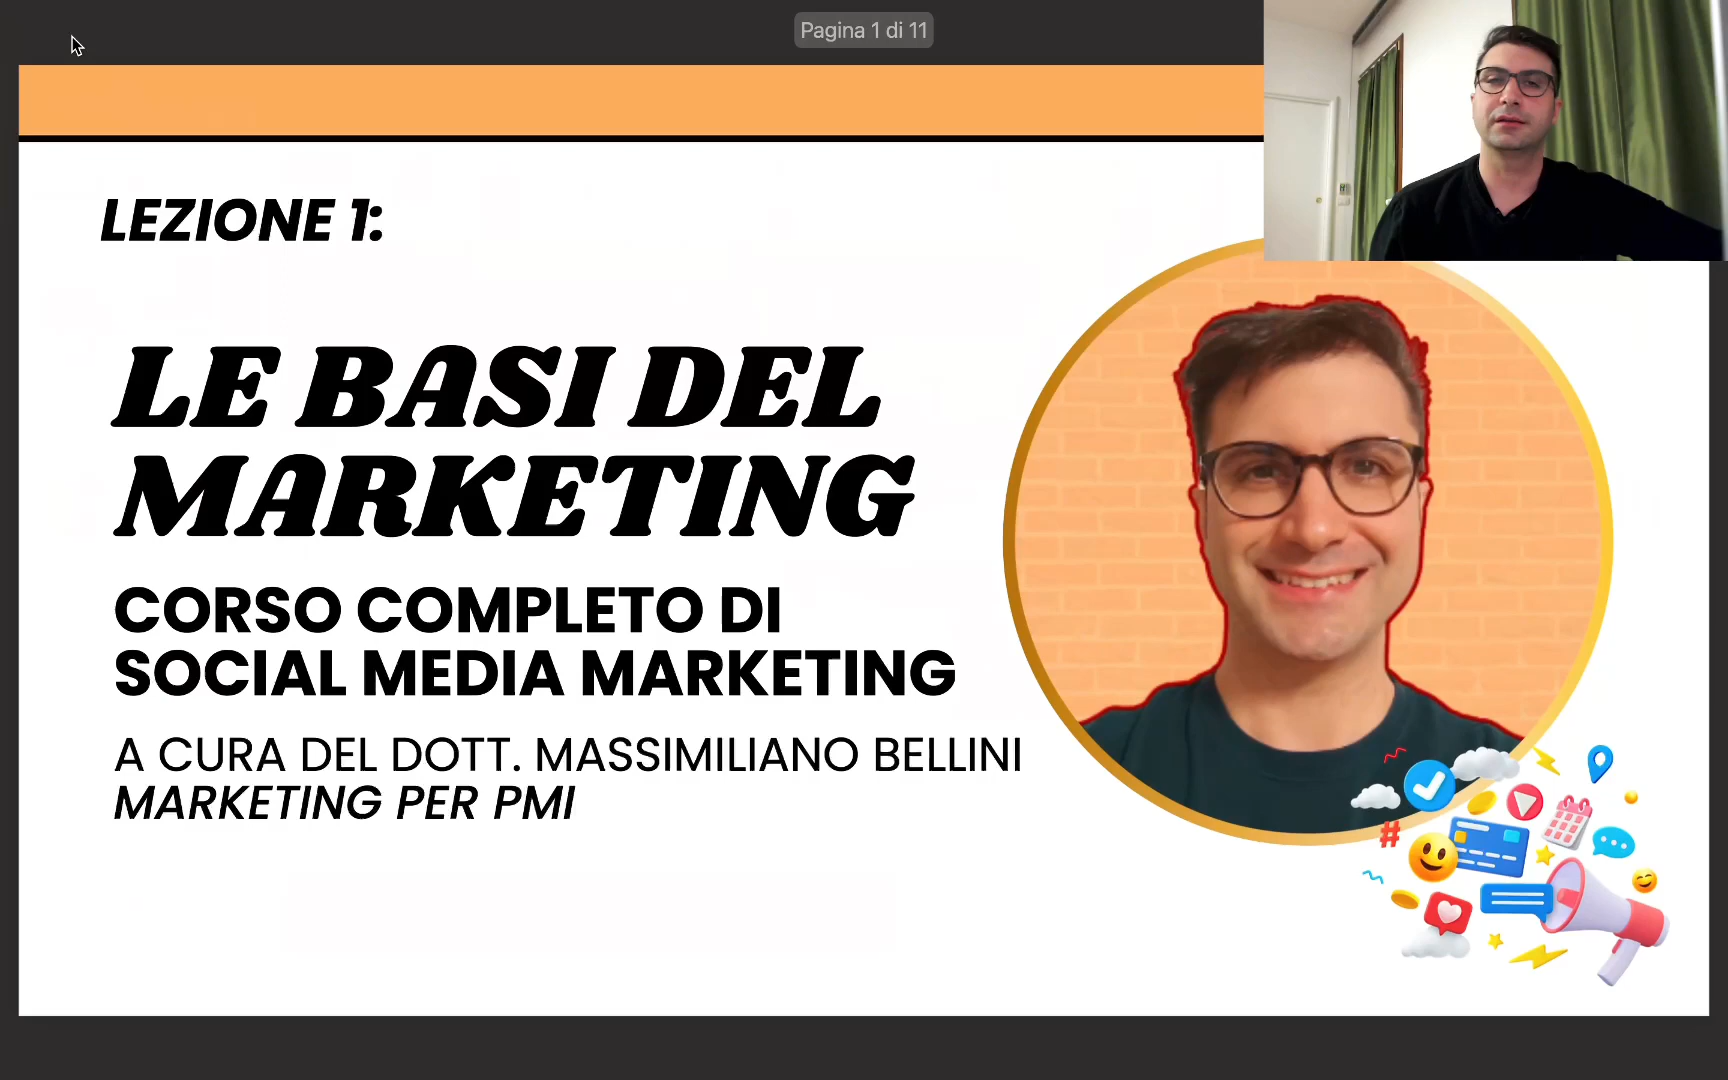 Pagina 1 di 11
LEZIONE 1:
LE BASI DEL
MARKETING
CORSO COMPLETO DI
SOCIAL MEDIA MARKETING
A CURA DEL DOTT. MASSIMILIANO BELLINI
MARKETING PER PMI
#